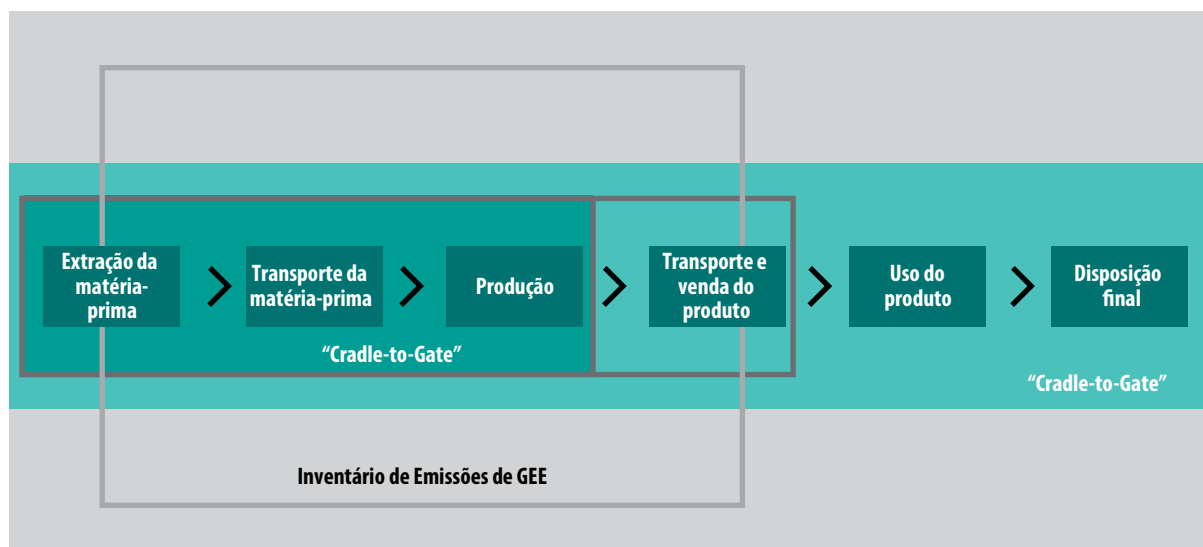 Extração da
matéria-
prima
Transporte da
matéria-prima
Produção
Transporte e
venda do
produto
Uso do
produto
Disposição
final
“Cradle-to-Gate”
“Cradle-to-Gate”
Inventário de Emissões de GEE